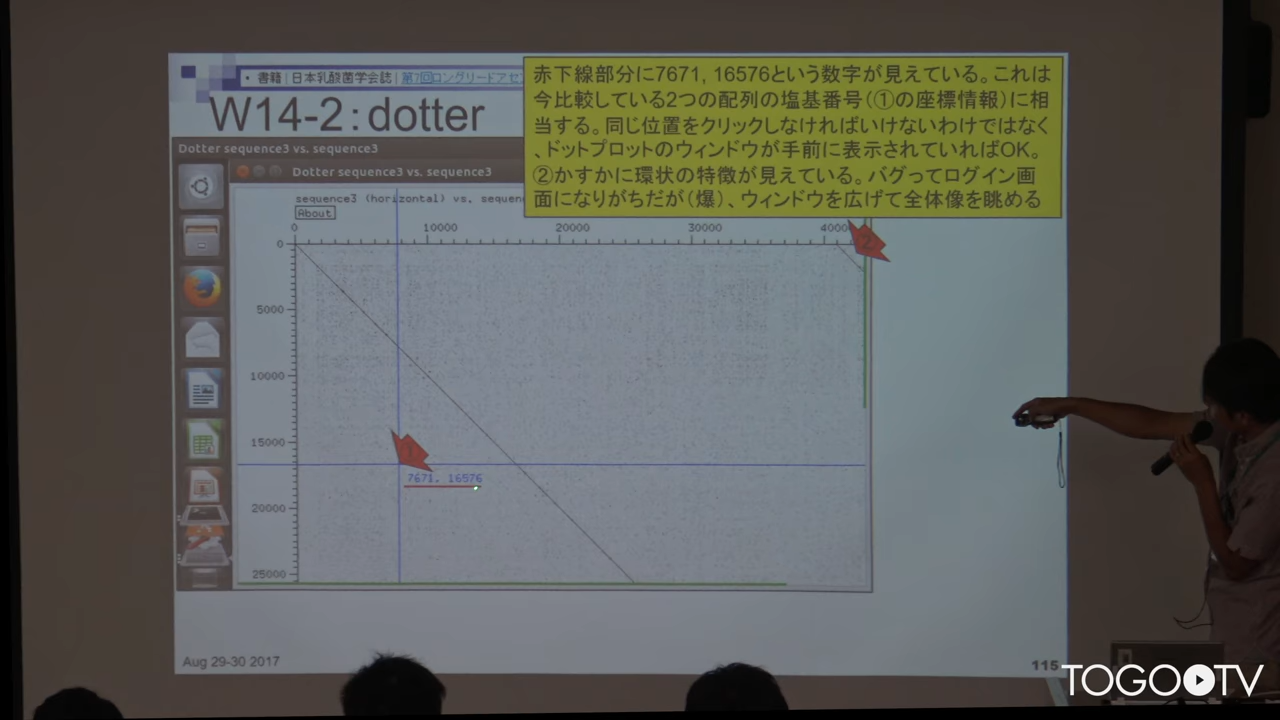 • 書籍 | 日本乳酸菌学会誌 | 第7回ロングリードアセ
W14-2：dotter
赤下線部分に7671, 16576という数字が見えている。これは
今比較している2つの配列の塩基番号（①の座標情報）に相
当する。同じ位置をクリックしなければいけないわけではなく
、ドットプロットのウィンドウが手前に表示されていればOK。
②かすかに環状の特徴が見えている。バグってログイン画
面になりがちだが（爆）、ウィンドウを広げて全体像を眺める
Dotter sequence3 vs. sequence3
Dotter sequence3 vs. sequence3
sequence3 (horizontal) vs. sequen
About
0
10000
20000
30000
40000
②
0
5000
10000
15000
20000
25000
①
7671, 16576
Aug 29-30 2017
115
TOGO TV